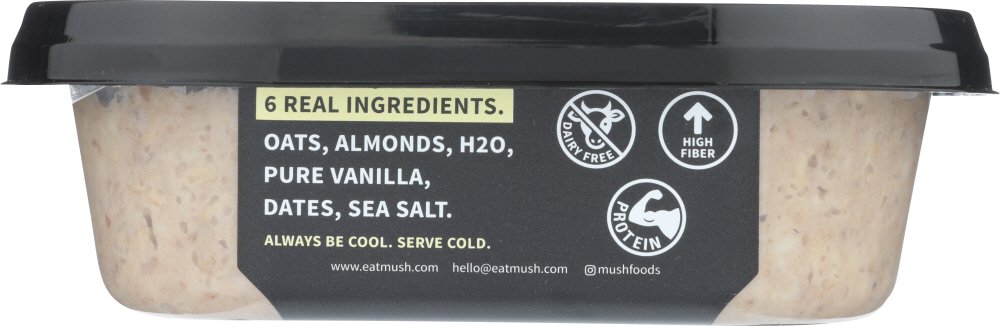 6 REAL INGREDIENTS.
OATS, ALMONDS, H2O,
PURE VANILLA,
DATES, SEA SALT.
ALWAYS BE COOL. SERVE COLD.
www.eatmush.com hello@eatmush.com mushfoods
DAIRY FREE
HIGH
FIBER
PROTEIN